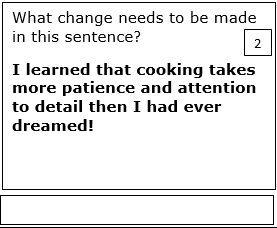 What change needs to be made
in this sentence?
2
I learned that cooking takes
more patience and attention
to detail then I had ever
dreamed!